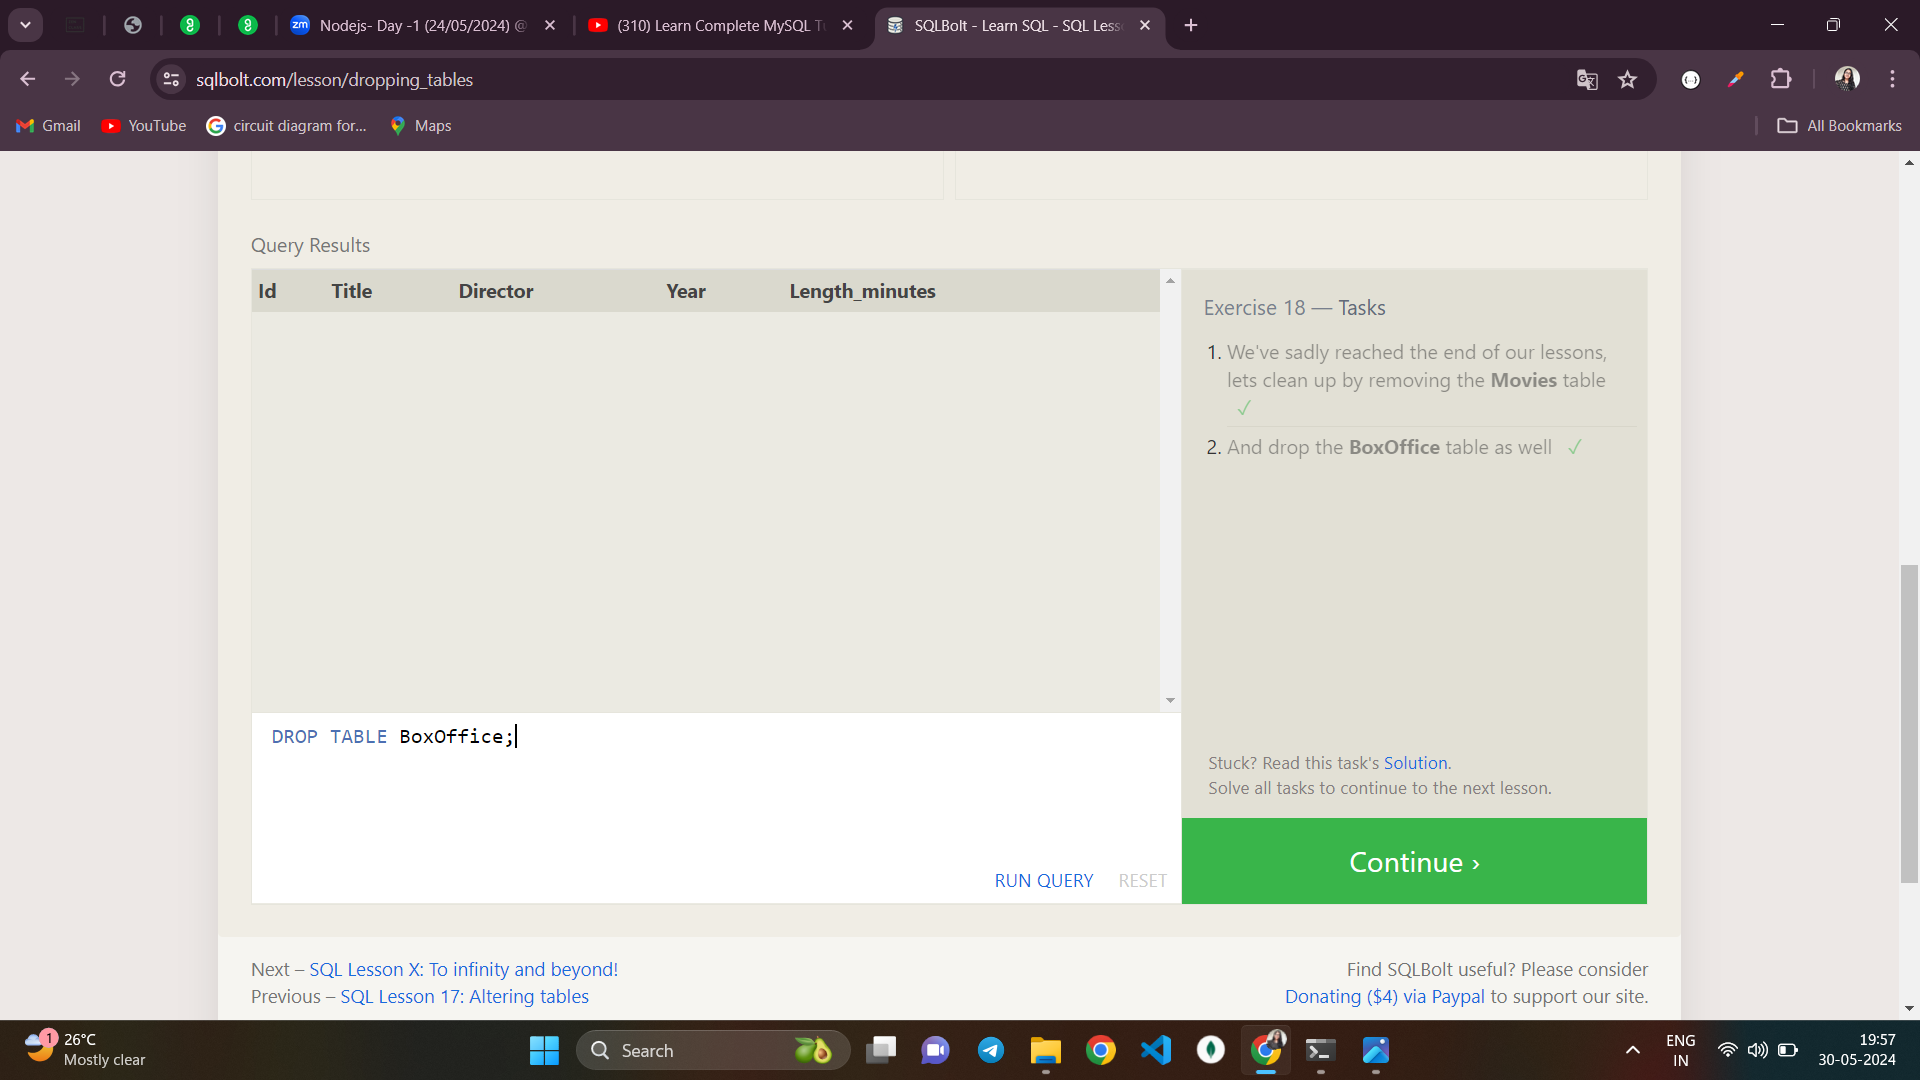 Nodejs- Day -1 (24/05/2024) @
(310) Learn Complete MySQL Tu
SQLBolt - Learn SQL - SQL Less
sqlbolt.com/lesson/dropping_tables
Gmail
YouTube
circuit diagram for...
Maps
All Bookmarks
Query Results
Id Title Director Year Length_minutes
Exercise 18 — Tasks
1. We've sadly reached the end of our lessons,
lets clean up by removing the Movies table
✓
2. And drop the BoxOffice table as well ✓
DROP TABLE BoxOffice;
Stuck? Read this task's Solution.
Solve all tasks to continue to the next lesson.
RUN QUERY RESET
Continue ›
Next – SQL Lesson X: To infinity and beyond!
Previous – SQL Lesson 17: Altering tables
Find SQLBolt useful? Please consider
Donating ($4) via Paypal to support our site.
1
26°C
Mostly clear
Search
ENG
IN
19:57
30-05-2024